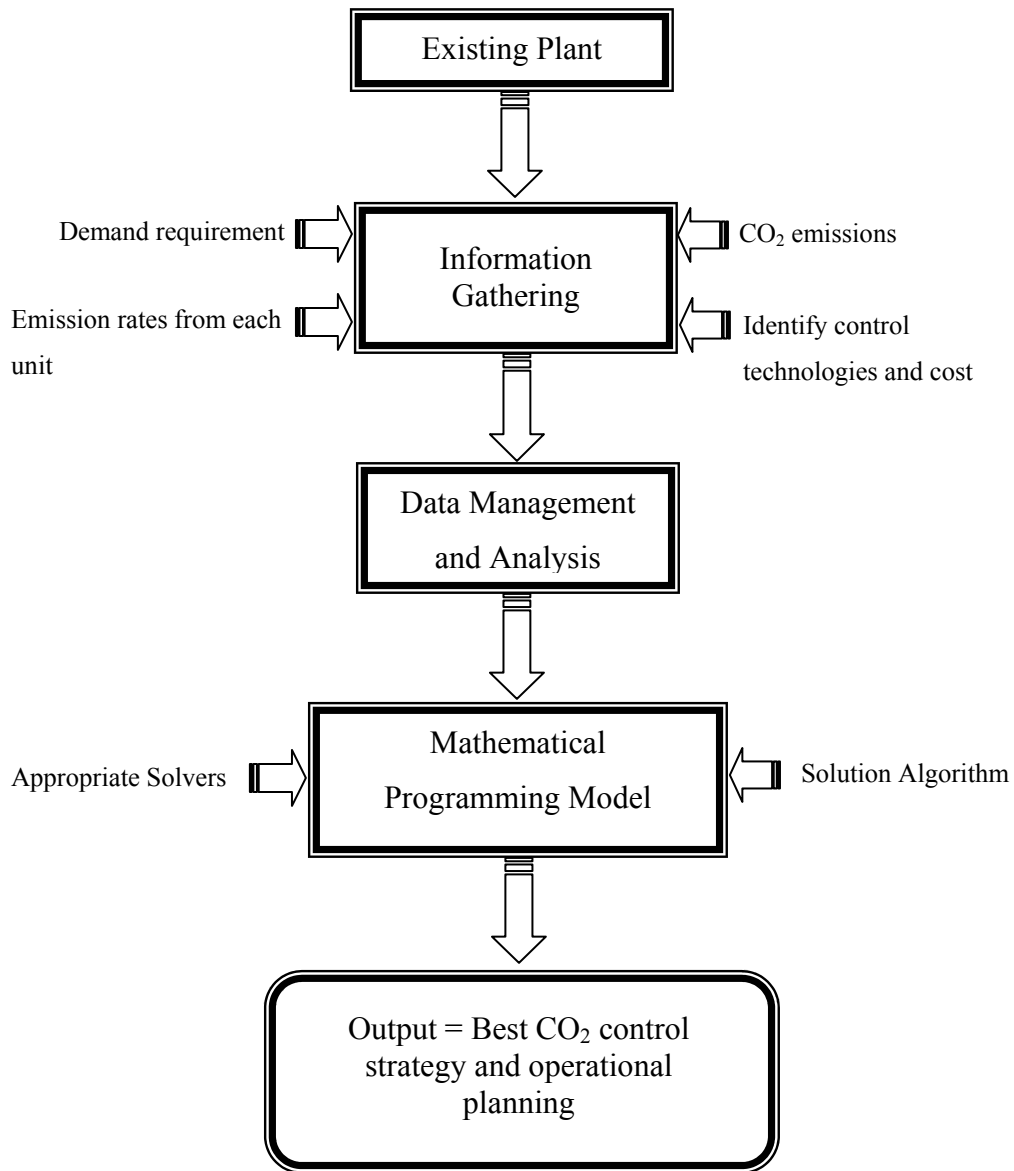 Existing Plant
Demand requirement
CO₂ emissions
Information
Gathering
Emission rates from each
unit
Identify control
technologies and cost
Data Management
and Analysis
Mathematical
Programming Model
Appropriate Solvers
Solution Algorithm
Output = Best CO₂ control
strategy and operational
planning